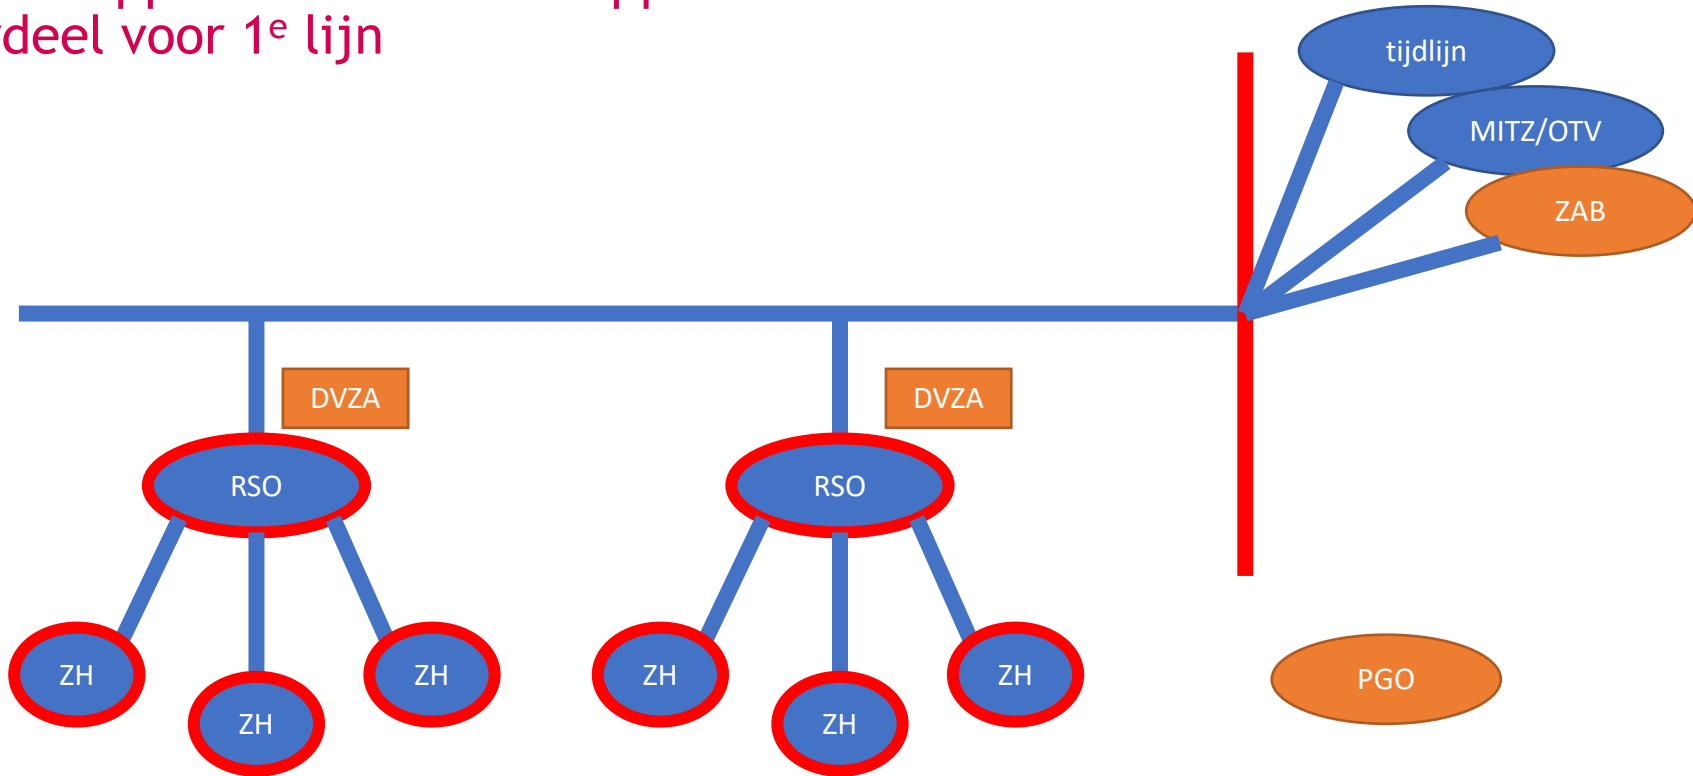 deel voor 1e lijn
tijdlijn
MITZ/OTV
ZAB
DVZA
DVZA
RSO
RSO
ZH
ZH
ZH
ZH
ZH
ZH
PGO